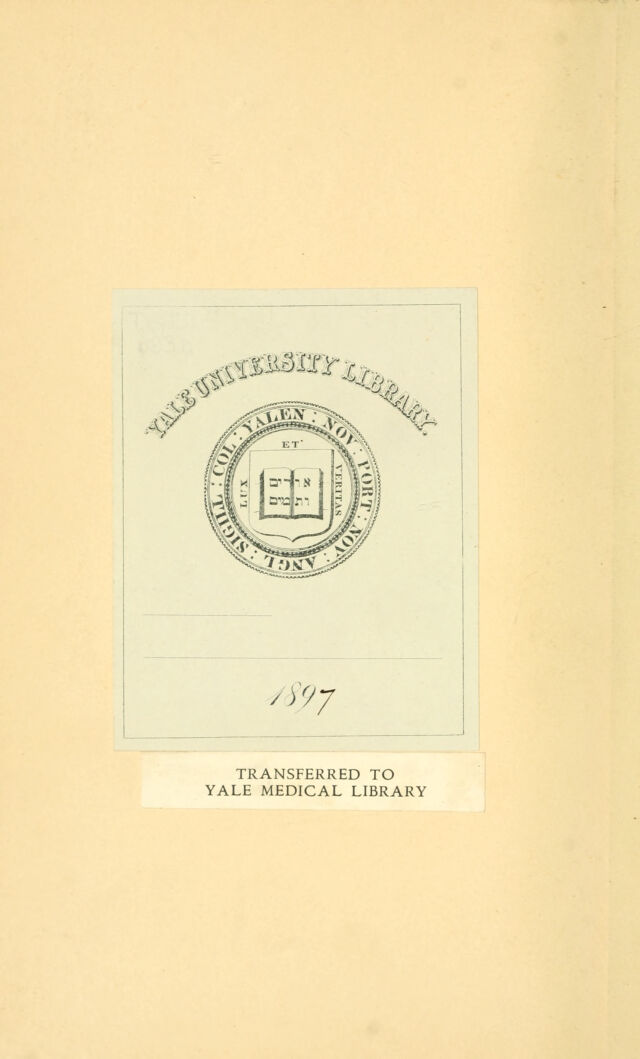 YALE UNIVERSITY LIBRARY.
SIGILL : COL : YALEN : NOV : PORT : NOV : ANGL :
ET
LUX
VERITAS
אורים
ותמים
1897
TRANSFERRED TO
YALE MEDICAL LIBRARY